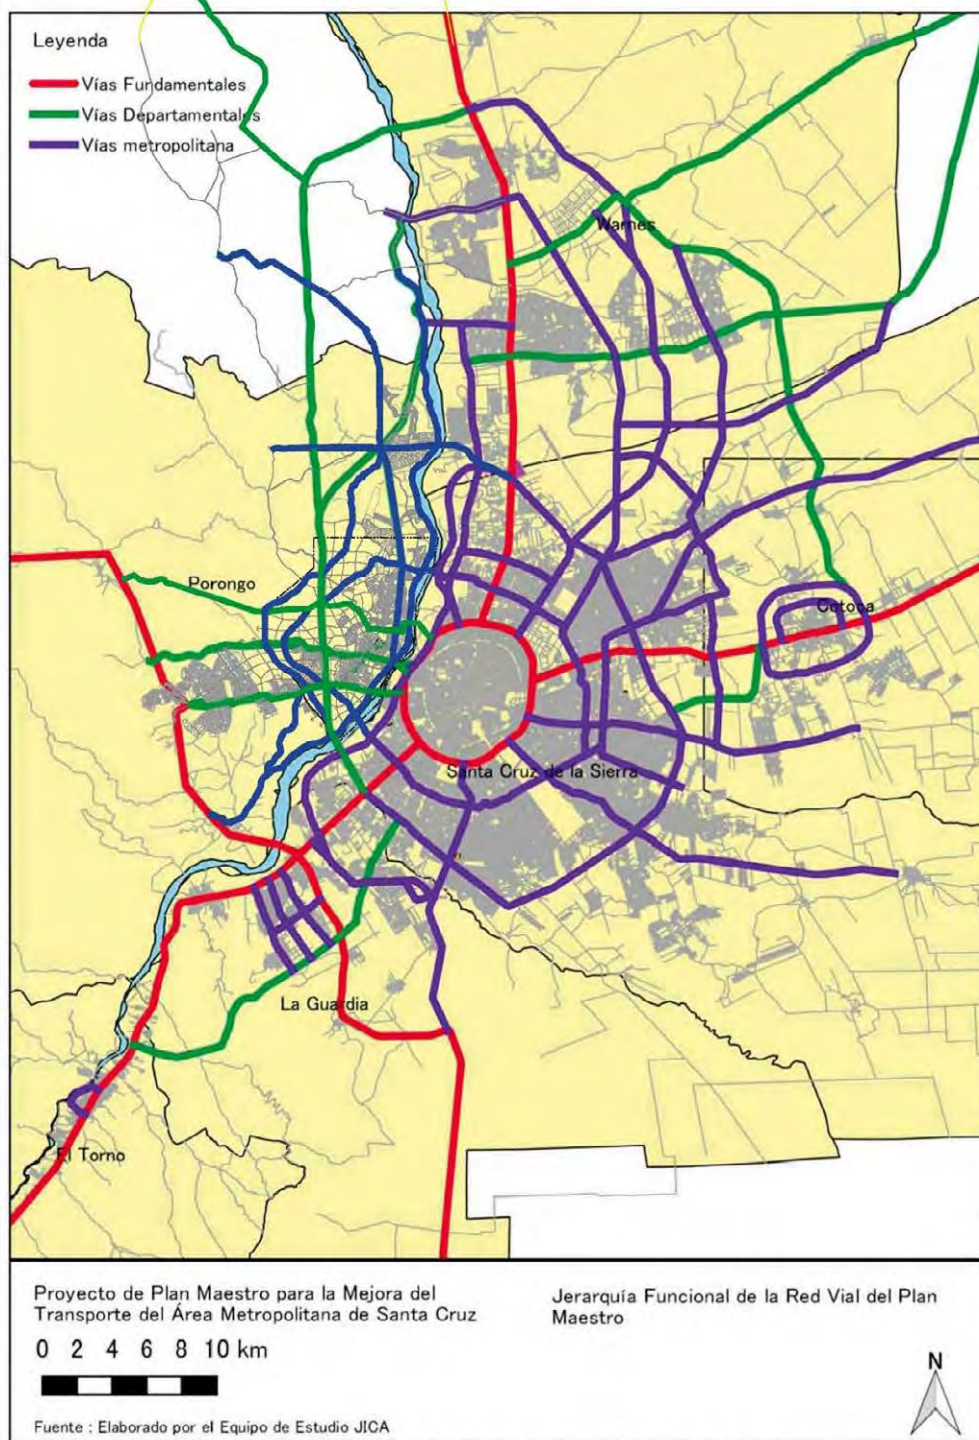 Leyenda
Vías Fundamentales
Vías Departamentales
Vías metropolitana
Warnes
Porongo
Cotoca
Santa Cruz de la Sierra
La Guardia
El Torno
Proyecto de Plan Maestro para la Mejora del
Transporte del Área Metropolitana de Santa Cruz
Jerarquía Funcional de la Red Vial del Plan
Maestro
0 2 4 6 8 10 km
N
Fuente : Elaborado por el Equipo de Estudio JICA